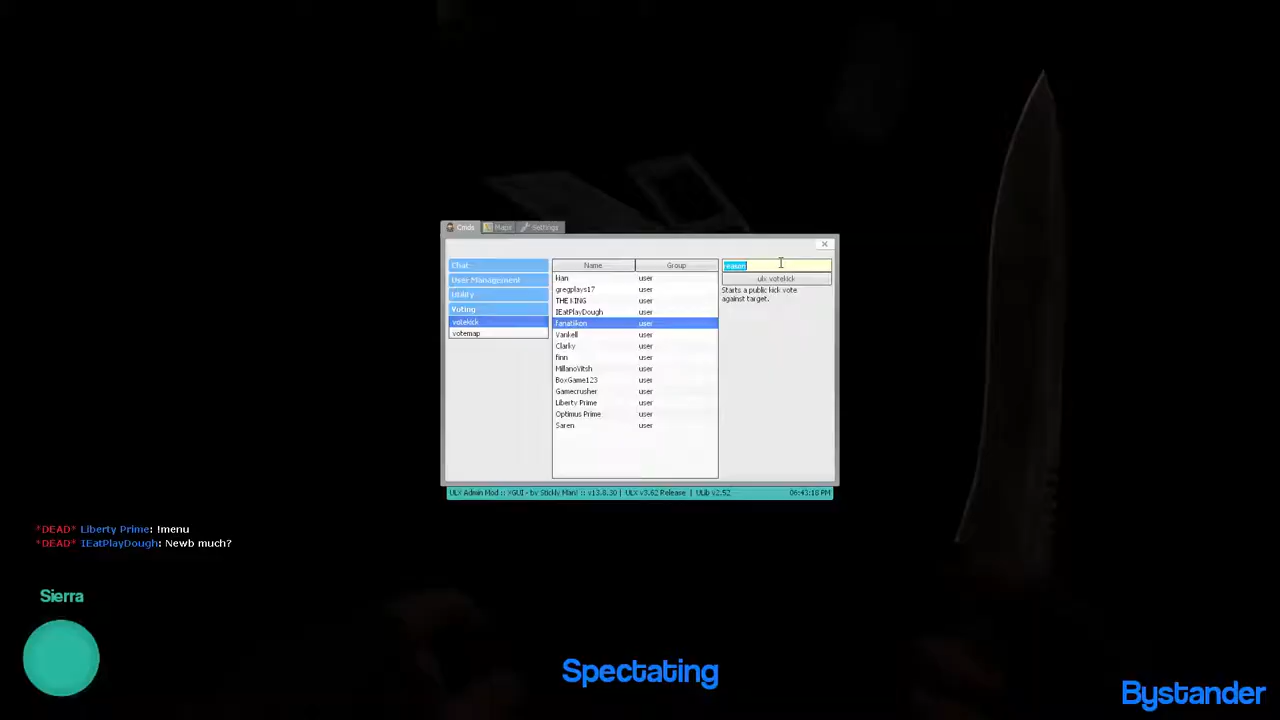 Cmds Maps Settings
Name Group reason
Chat
User Management
Utility
Voting
votekick
votemap
Han user
gregplays17 user
THE KING user
IEatPlayDough user
fanatikon user
Vankell user
Clarky user
finn user
MillanoVitsh user
BoxGame123 user
Gamecrusher user
Liberty Prime user
Optimus Prime user
Saren user
ulx votekick
Starts a public kick vote
against target.
ULX Admin Mod :: XGUI - by Stickly Man! :: v13.8.30 | ULX v3.62 Release | ULib v2.52 06:43:18 PM
*DEAD* Liberty Prime: !menu
*DEAD* IEatPlayDough: Newb much?
Sierra
Spectating
Bystander